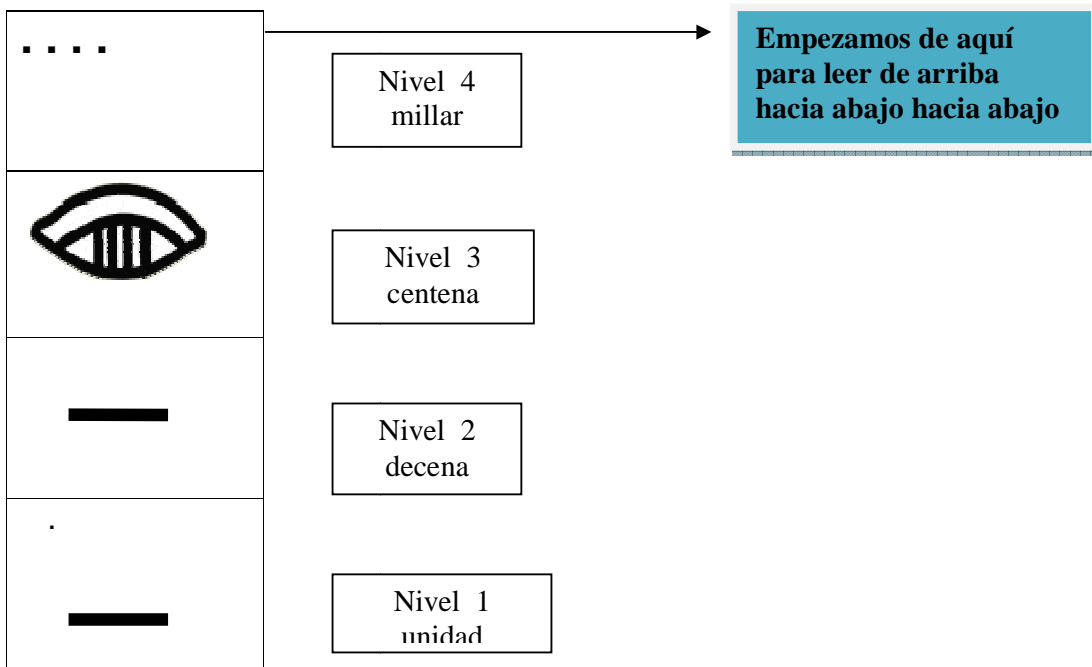 Empezamos de aquí
para leer de arriba
hacia abajo hacia abajo
Nivel 4
millar
Nivel 3
centena
Nivel 2
decena
Nivel 1
unidad